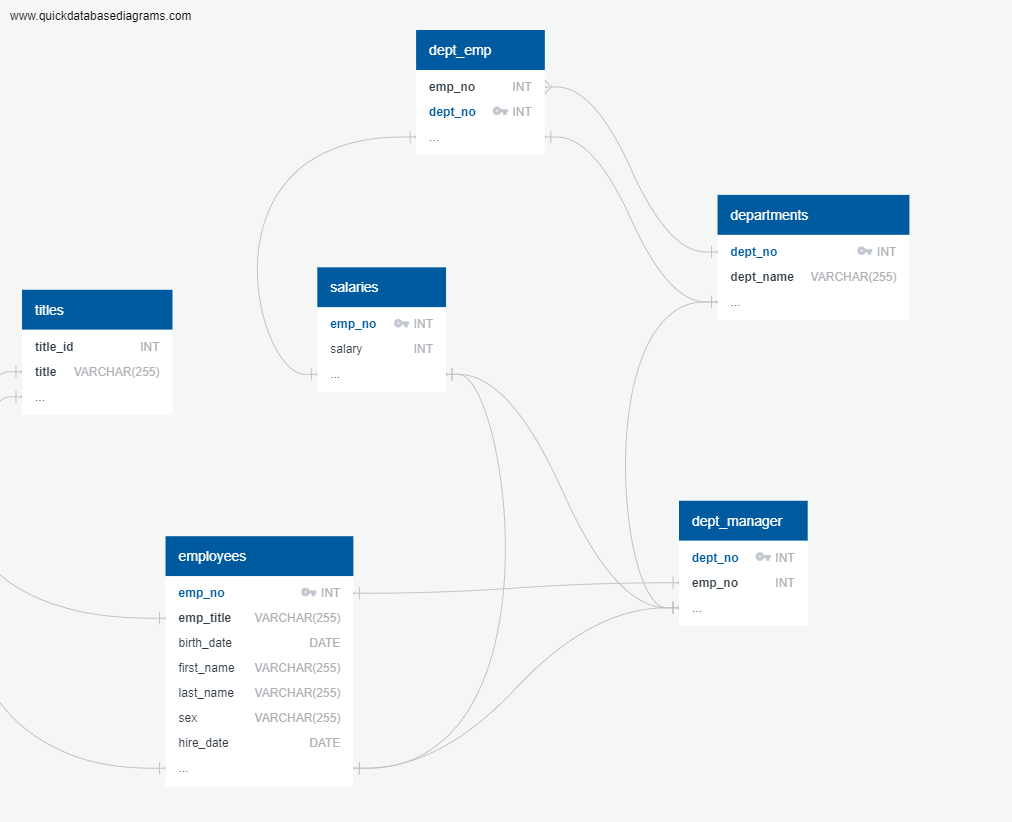 www.quickdatabasediagrams.com
dept_emp
emp_no INT
dept_no INT
...
departments
dept_no INT
dept_name VARCHAR(255)
...
salaries
emp_no INT
salary INT
...
titles
title_id INT
title VARCHAR(255)
...
dept_manager
dept_no INT
emp_no INT
...
employees
emp_no INT
emp_title VARCHAR(255)
birth_date DATE
first_name VARCHAR(255)
last_name VARCHAR(255)
sex VARCHAR(255)
hire_date DATE
...